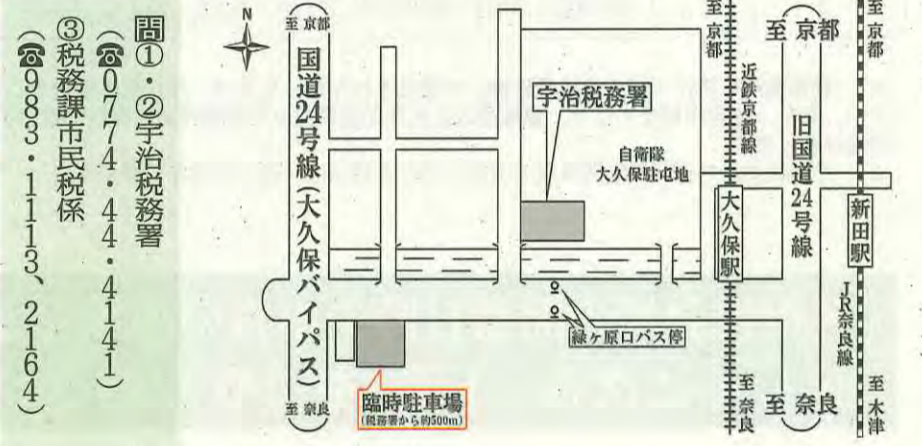 問①・②宇治税務署
（☎0774・44・4141）
③税務課市民税係
（☎983・1113、2164）
N
至 京都
国道24号線（大久保バイパス）
至 奈良
宇治税務署
自衛隊
大久保駐屯地
緑ヶ原口バス停
臨時駐車場
(税務署から約500m)
至 京都
近鉄京都線
大久保駅
至 奈良
至 京都
旧国道24号線
至 奈良
至 京都
新田駅
JR奈良線
至 木津